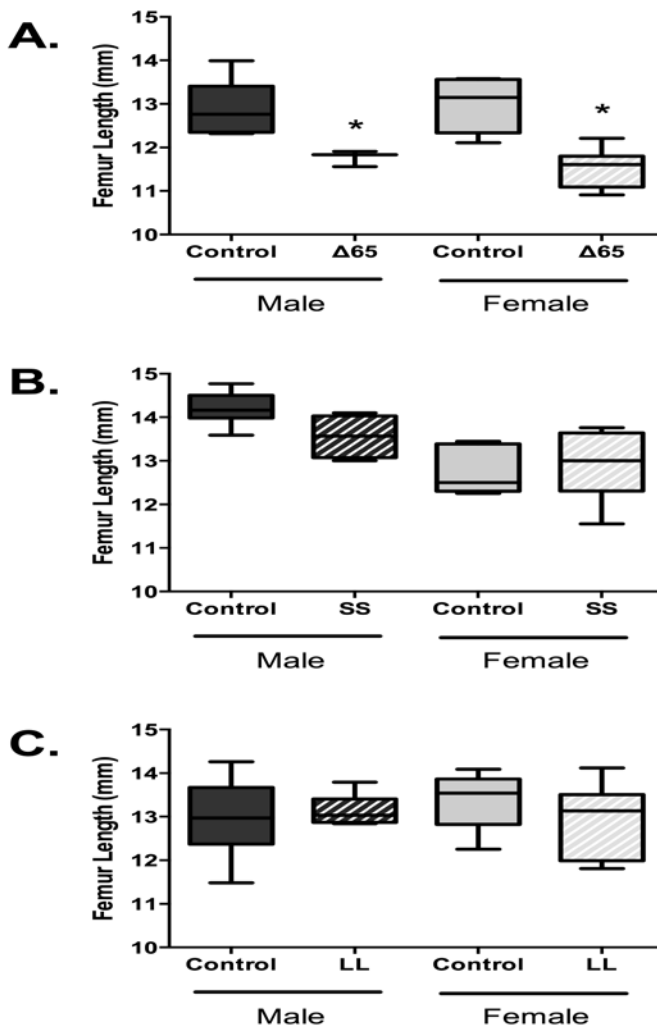 A.
Femur Length (mm)
15
14
13
12
11
10
* *
Control Δ65 Control Δ65
Male Female
B.
Femur Length (mm)
15
14
13
12
11
10
Control SS Control SS
Male Female
C.
Femur Length (mm)
15
14
13
12
11
10
Control LL Control LL
Male Female